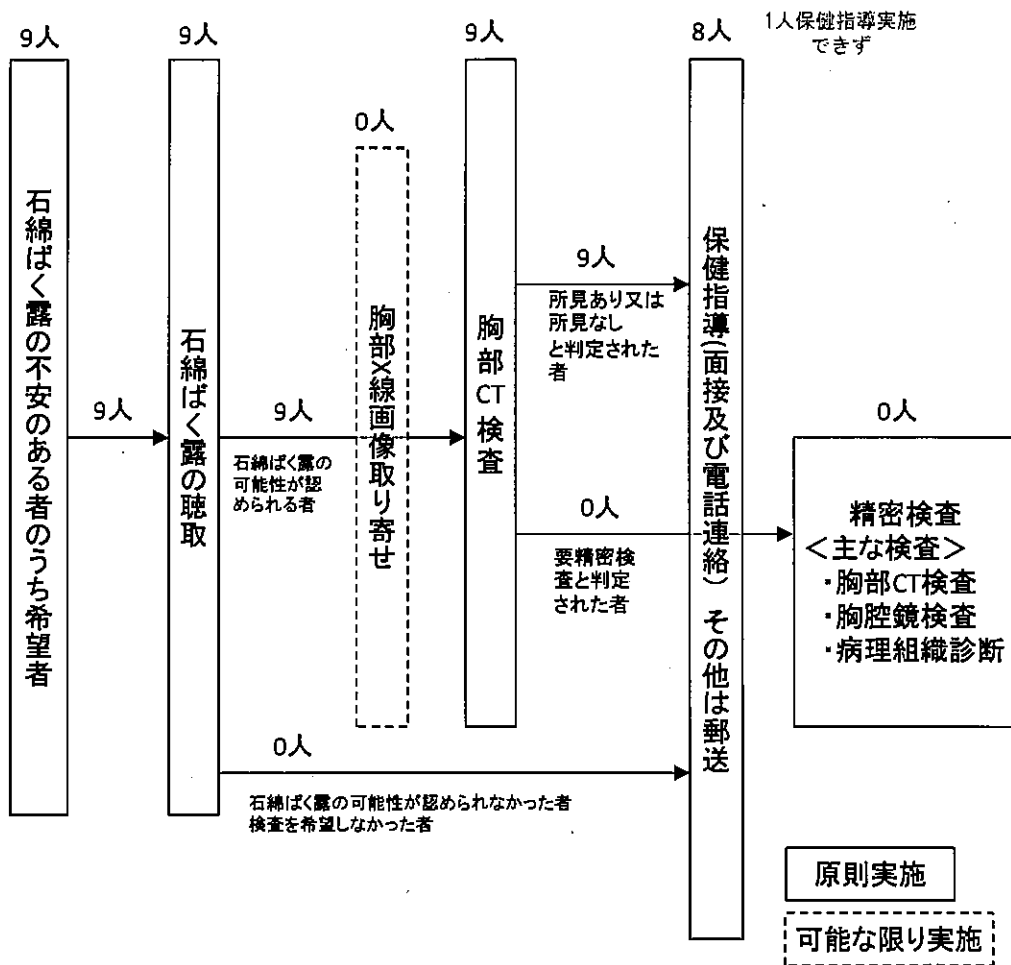 9人
石綿ばく露の不安のある者のうち希望者
9人
9人
石綿ばく露の聴取
9人
石綿ばく露の
可能性が認
められる者
0人
胸部X線画像取り寄せ
9人
胸部CT検査
9人
所見あり又は
所見なし
と判定された
者
0人
要精密検
査と判定
された者
0人
石綿ばく露の可能性が認められなかった者
検査を希望しなかった者
8人
1人保健指導実施
できず
保健指導(面接及び電話連絡) その他は郵送
0人
精密検査
＜主な検査＞
・胸部CT検査
・胸腔鏡検査
・病理組織診断
原則実施
可能な限り実施